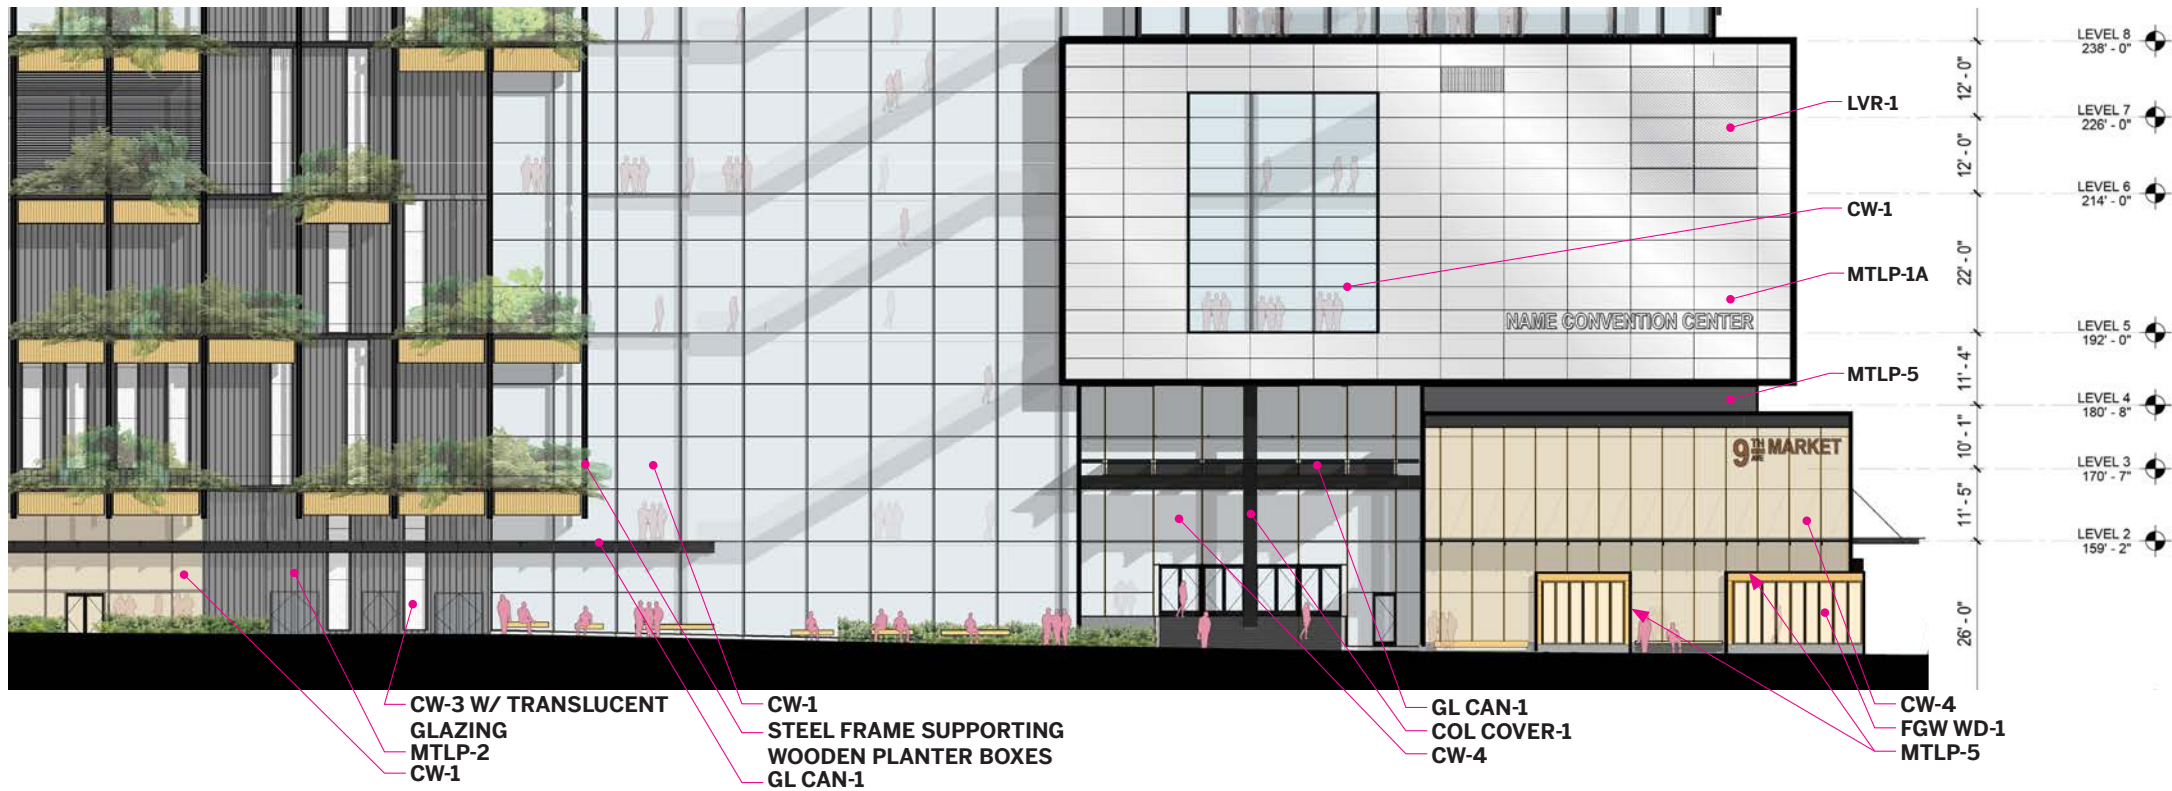 LEVEL 8
238' - 0"
12' - 0"
LVR-1
LEVEL 7
226' - 0"
12' - 0"
LEVEL 6
214' - 0"
CW-1
22' - 0"
MTLP-1A
NAME CONVENTION CENTER
LEVEL 5
192' - 0"
11' - 4"
MTLP-5
LEVEL 4
180' - 8"
10' - 1"
9TH AVE MARKET
LEVEL 3
170' - 7"
11' - 5"
LEVEL 2
159' - 2"
26' - 0"
CW-3 W/ TRANSLUCENT
GLAZING
MTLP-2
CW-1
CW-1
STEEL FRAME SUPPORTING
WOODEN PLANTER BOXES
GL CAN-1
GL CAN-1
COL COVER-1
CW-4
CW-4
FGW WD-1
MTLP-5